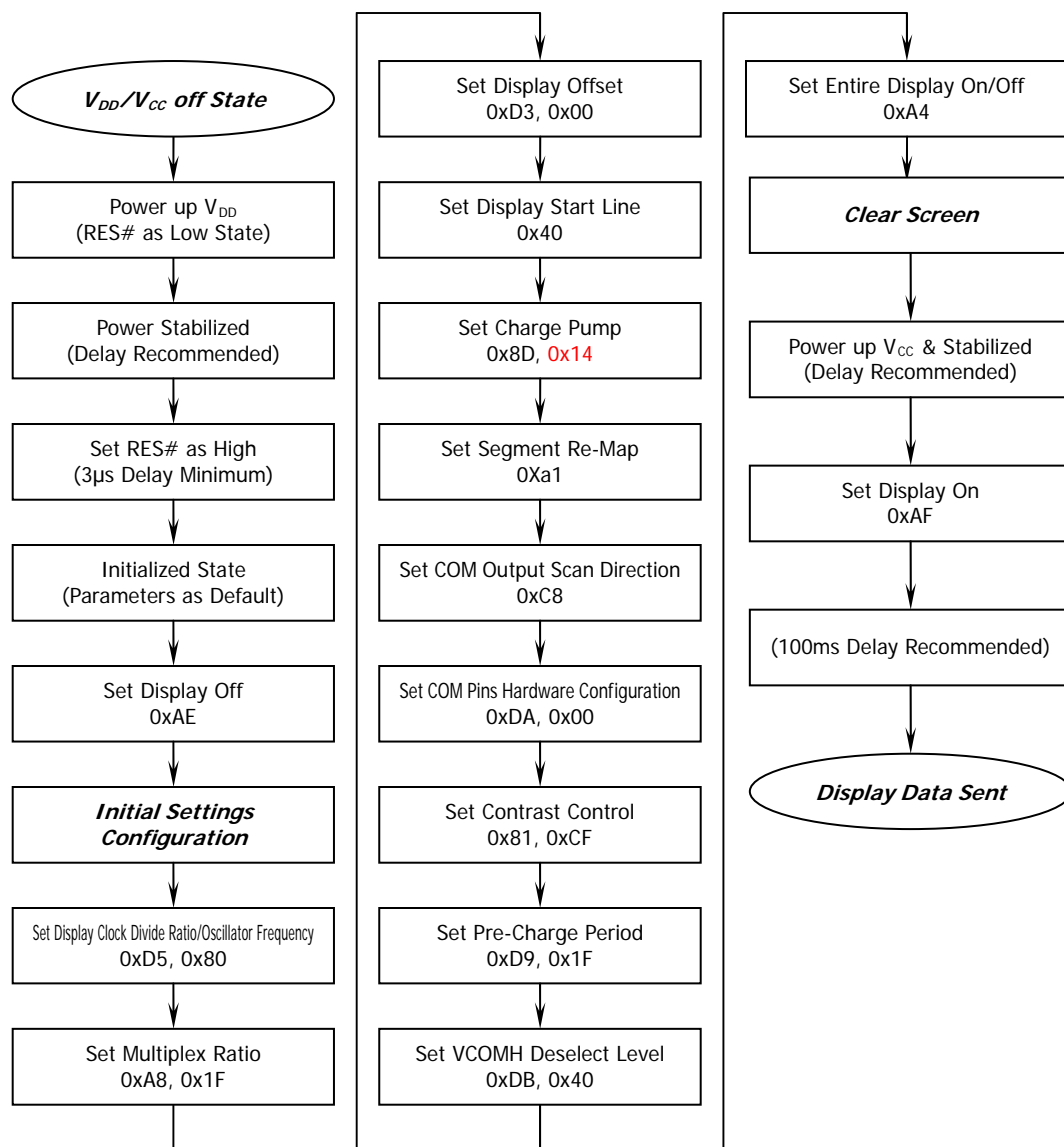 V_DD/V_CC off State
Power up V_DD
(RES# as Low State)
Power Stabilized
(Delay Recommended)
Set RES# as High
(3μs Delay Minimum)
Initialized State
(Parameters as Default)
Set Display Off
0xAE
Initial Settings
Configuration
Set Display Clock Divide Ratio/Oscillator Frequency
0xD5, 0x80
Set Multiplex Ratio
0xA8, 0x1F
Set Display Offset
0xD3, 0x00
Set Display Start Line
0x40
Set Charge Pump
0x8D, 0x14
Set Segment Re-Map
0Xa1
Set COM Output Scan Direction
0xC8
Set COM Pins Hardware Configuration
0xDA, 0x00
Set Contrast Control
0x81, 0xCF
Set Pre-Charge Period
0xD9, 0x1F
Set VCOMH Deselect Level
0xDB, 0x40
Set Entire Display On/Off
0xA4
Clear Screen
Power up V_CC & Stabilized
(Delay Recommended)
Set Display On
0xAF
(100ms Delay Recommended)
Display Data Sent